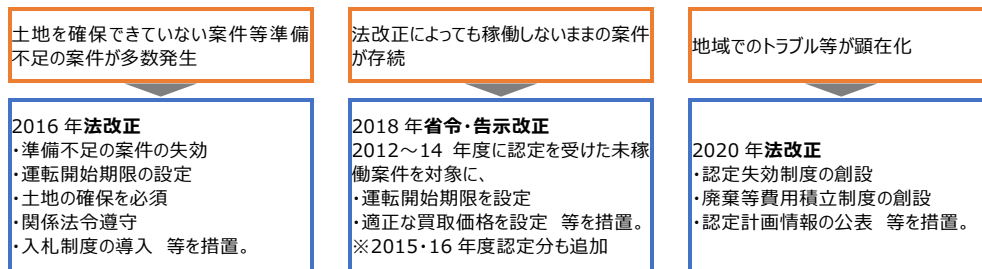 土地を確保できていない案件等準備
不足の案件が多数発生
2016 年法改正
・準備不足の案件の失効
・運転開始期限の設定
・土地の確保を必須
・関係法令遵守
・入札制度の導入　等を措置。
法改正によっても稼働しないままの案件
が存続
2018 年省令・告示改正
2012～14 年度に認定を受けた未稼
働案件を対象に、
・運転開始期限を設定
・適正な買取価格を設定　等を措置。
※2015・16 年度認定分も追加
地域でのトラブル等が顕在化
2020 年法改正
・認定失効制度の創設
・廃棄等費用積立制度の創設
・認定計画情報の公表　等を措置。